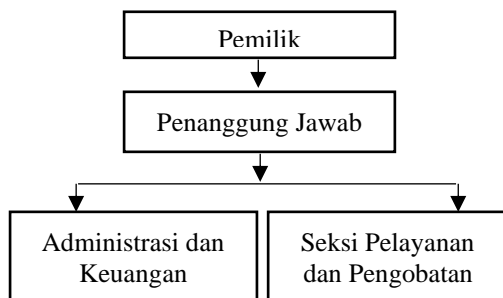 Pemilik
Penanggung Jawab
Administrasi dan
Keuangan
Seksi Pelayanan
dan Pengobatan